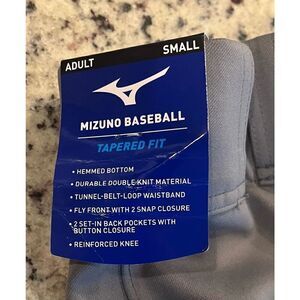 ADULT SMALL
MIZUNO BASEBALL
TAPERED FIT
• HEMMED BOTTOM
• DURABLE DOUBLE KNIT MATERIAL
• TUNNEL-BELT-LOOP WAISTBAND
• FLY FRONT WITH 2 SNAP CLOSURE
• 2 SET-IN BACK POCKETS WITH
BUTTON CLOSURE
• REINFORCED KNEE